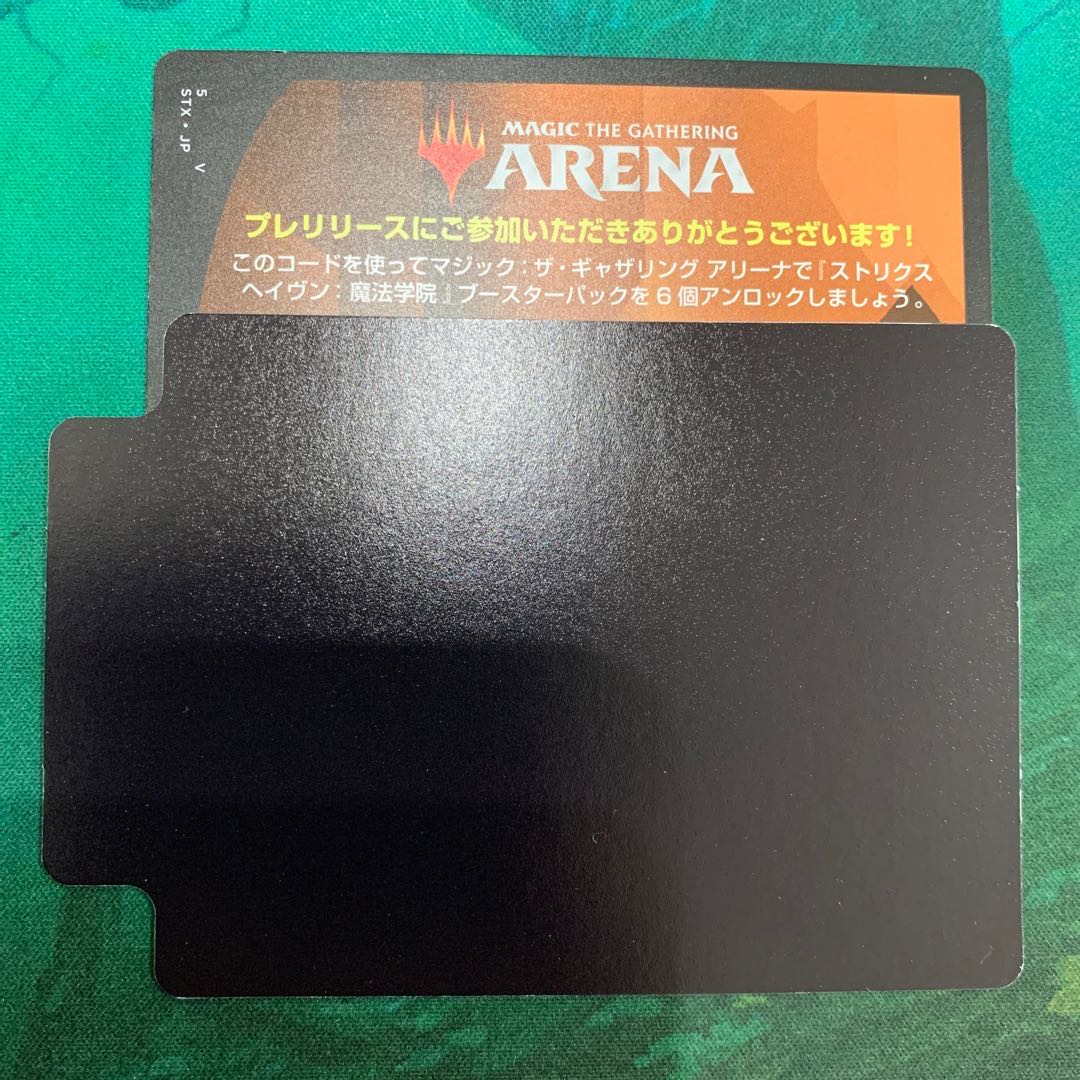 5 V
STX • JP
MAGIC THE GATHERING
ARENA
プレリリースにご参加いただきありがとうございます！
このコードを使ってマジック：ザ・ギャザリング アリーナで『ストリクス
ヘイヴン：魔法学院』ブースターパックを6個アンロックしましょう。